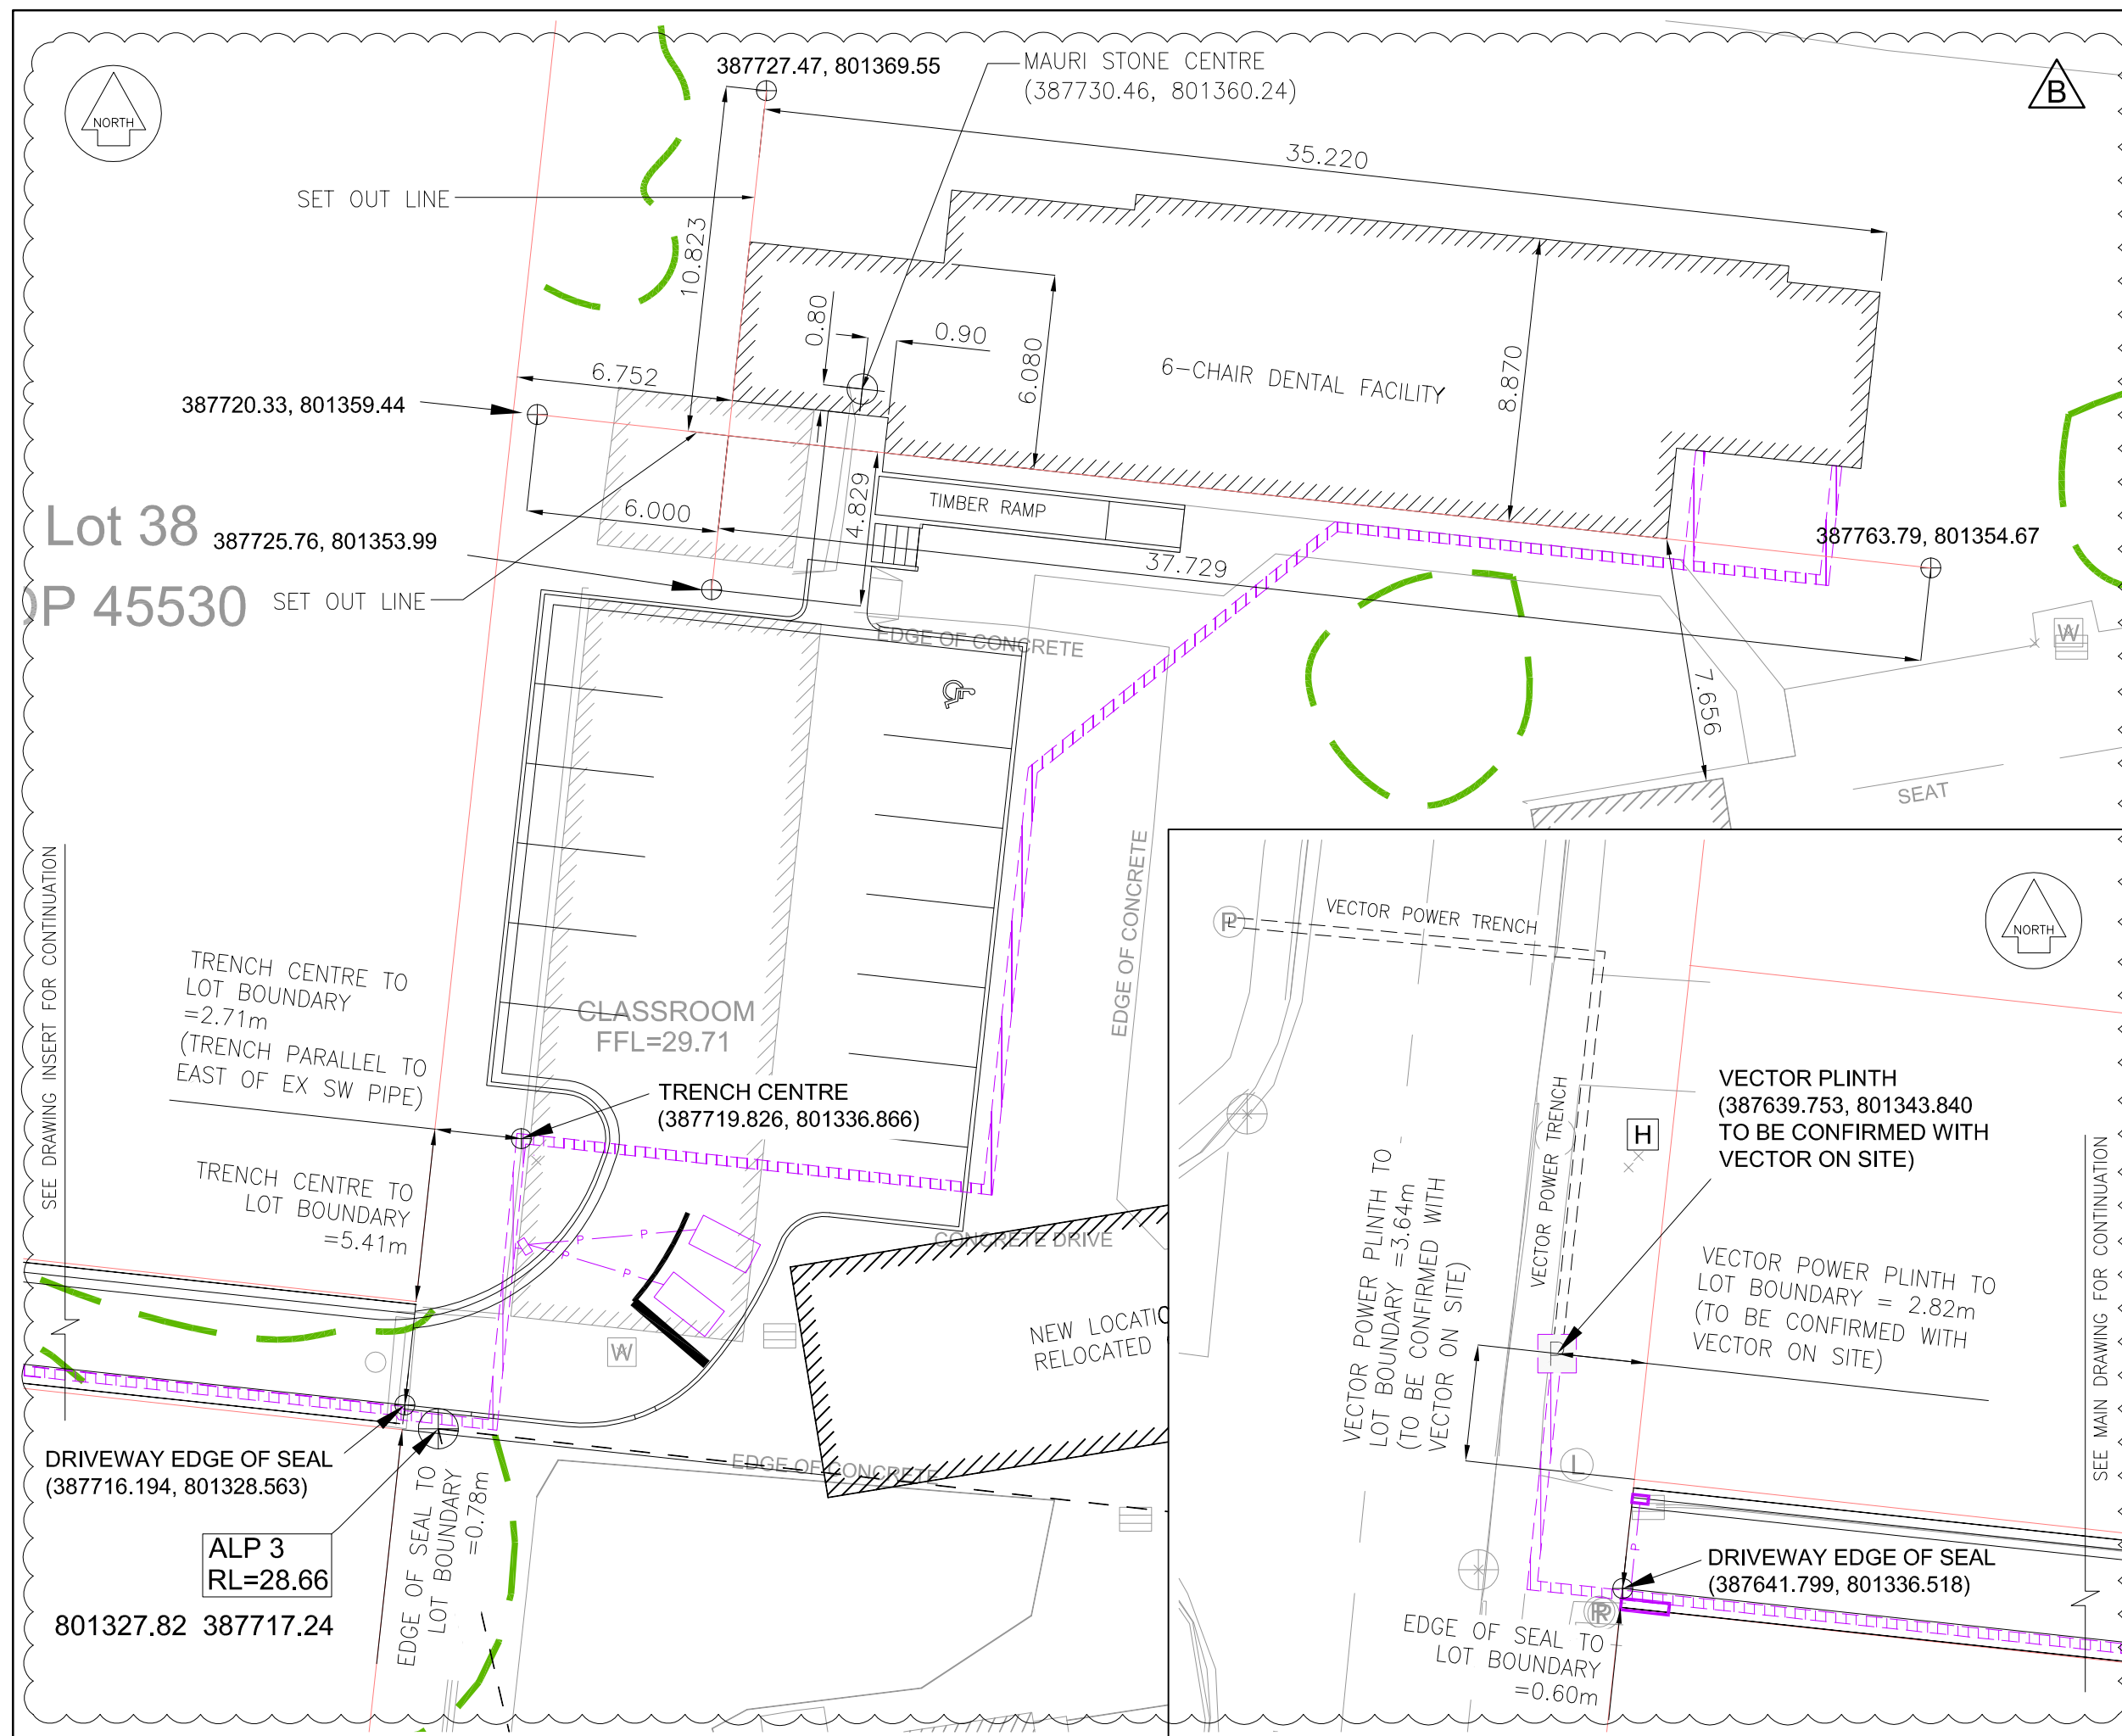 387727.47, 801369.55
MAURI STONE CENTRE
(387730.46, 801360.24)
B
NORTH
35.220
SET OUT LINE
10.823
0.80
0.90
6.080
6-CHAIR DENTAL FACILITY
8.870
6.752
387720.33, 801359.44
Lot 38
387725.76, 801353.99
6.000
4.829
TIMBER RAMP
387763.79, 801354.67
37.729
P 45530
SET OUT LINE
EDGE OF CONCRETE
W
7.656
SEAT
EDGE OF CONCRETE
SEE DRAWING INSERT FOR CONTINUATION
TRENCH CENTRE TO
LOT BOUNDARY
=2.71m
(TRENCH PARALLEL TO
EAST OF EX SW PIPE)
CLASSROOM
FFL=29.71
TRENCH CENTRE
(387719.826, 801336.866)
TRENCH CENTRE TO
LOT BOUNDARY
=5.41m
P
P
P
P
CONCRETE DRIVE
NEW LOCATIO
RELOCATED
W
DRIVEWAY EDGE OF SEAL
(387716.194, 801328.563)
EDGE OF CONCRETE
ALP 3
RL=28.66
801327.82 387717.24
EDGE OF SEAL TO
LOT BOUNDARY
=0.78m
P
VECTOR POWER TRENCH
NORTH
VECTOR PLINTH
(387639.753, 801343.840
TO BE CONFIRMED WITH
VECTOR ON SITE)
H
VECTOR POWER TRENCH
VECTOR POWER PLINTH TO
LOT BOUNDARY =3.64m
(TO BE CONFIRMED WITH
VECTOR ON SITE)
VECTOR POWER PLINTH TO
LOT BOUNDARY = 2.82m
(TO BE CONFIRMED WITH
VECTOR ON SITE)
SEE MAIN DRAWING FOR CONTINUATION
L
P
DRIVEWAY EDGE OF SEAL
(387641.799, 801336.518)
EDGE OF SEAL TO
LOT BOUNDARY
=0.60m